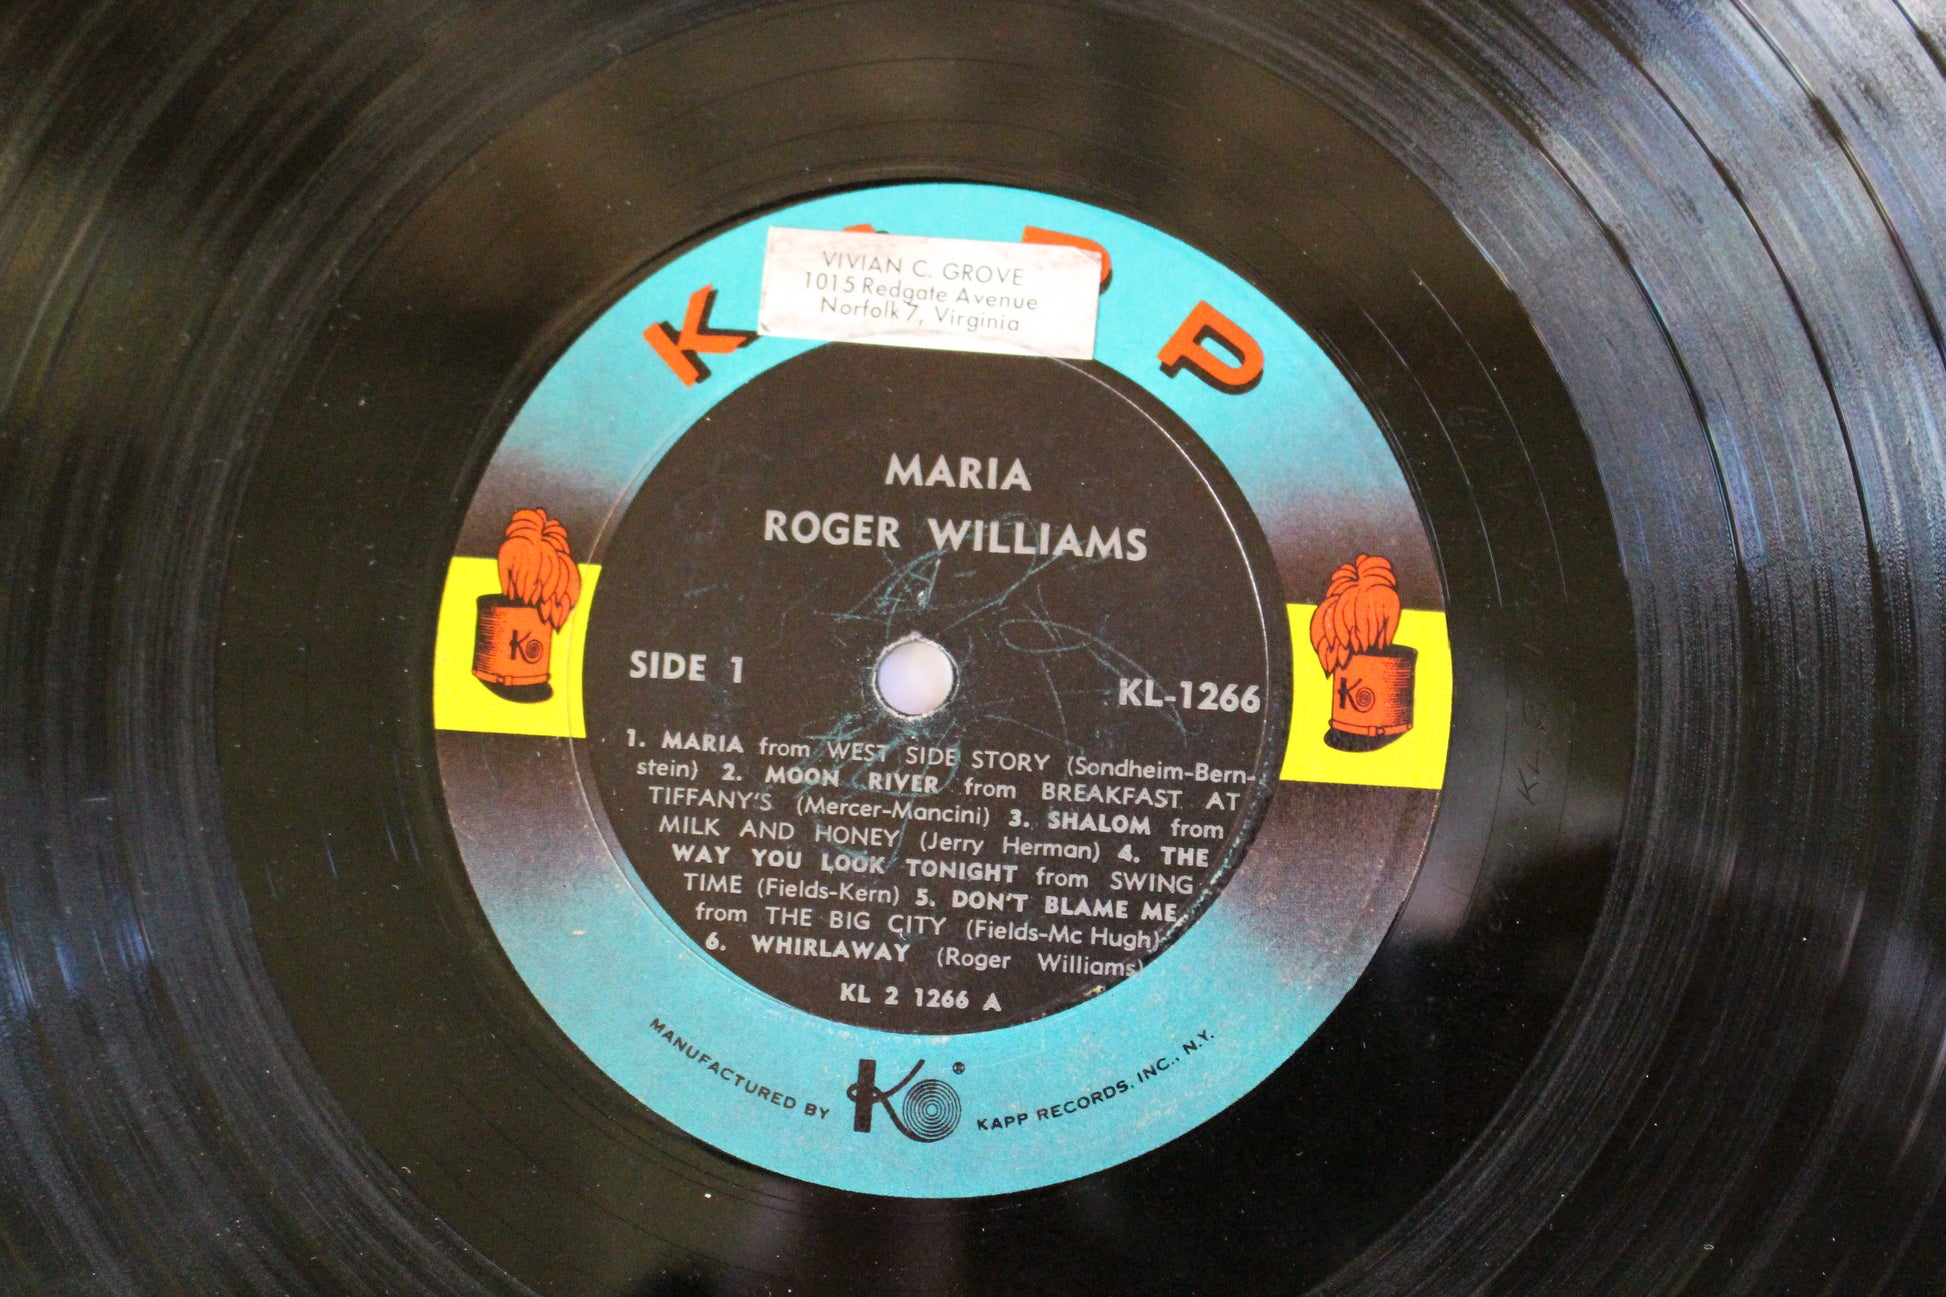 KAPP
VIVIAN C. GROVE
1015 Redgate Avenue
Norfolk 7, Virginia
MARIA
ROGER WILLIAMS
SIDE 1
KL-1266
1. MARIA from WEST SIDE STORY (Sondheim-Bern-
stein) 2. MOON RIVER from BREAKFAST AT
TIFFANY'S (Mercer-Mancini) 3. SHALOM from
MILK AND HONEY (Jerry Herman) 4. THE
WAY YOU LOOK TONIGHT from SWING
TIME (Fields-Kern) 5. DON'T BLAME ME
from THE BIG CITY (Fields-Mc Hugh)
6. WHIRLAWAY (Roger Williams)
KL 2 1266 A
K
K
MANUFACTURED BY K ® KAPP RECORDS, INC., N.Y.